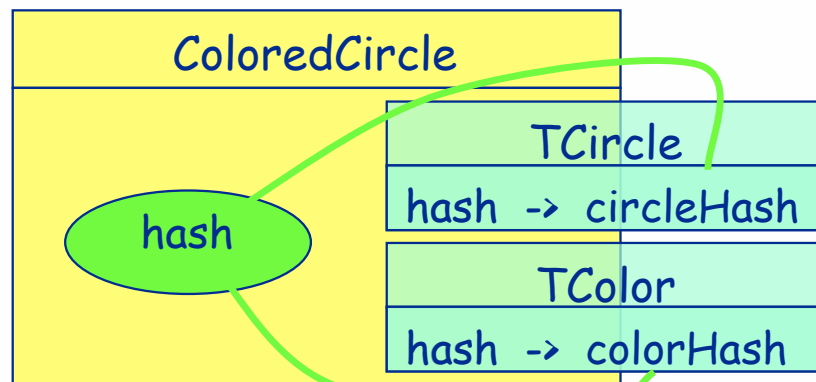 ColoredCircle
TCircle
hash -> circleHash
hash
TColor
hash -> colorHash